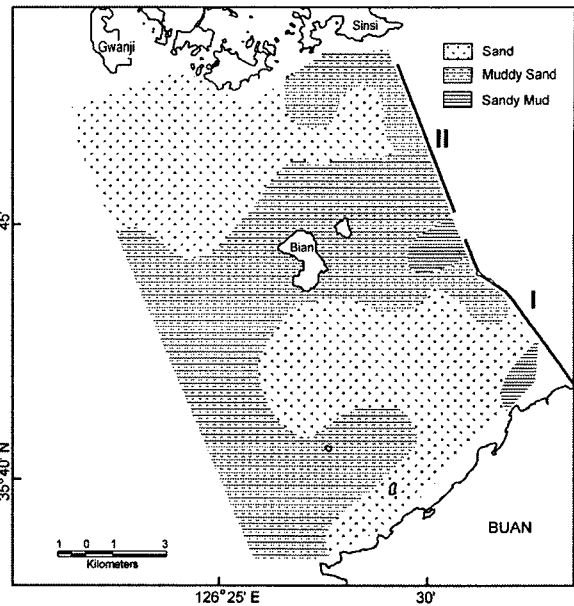 Sinsi
Gwanji
Sand
Muddy Sand
Sandy Mud
II
45'
Bian
I
35° 40' N
BUAN
1 0 1 3
Kilometers
126° 25' E
30'